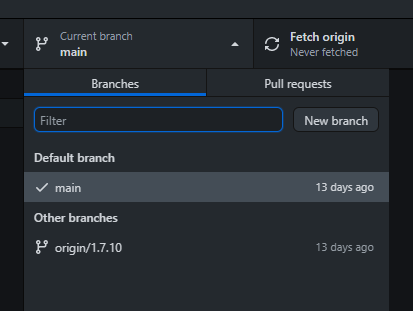 Current branch
main
Fetch origin
Never fetched
Branches
Pull requests
Filter
New branch
Default branch
main 13 days ago
Other branches
origin/1.7.10 13 days ago